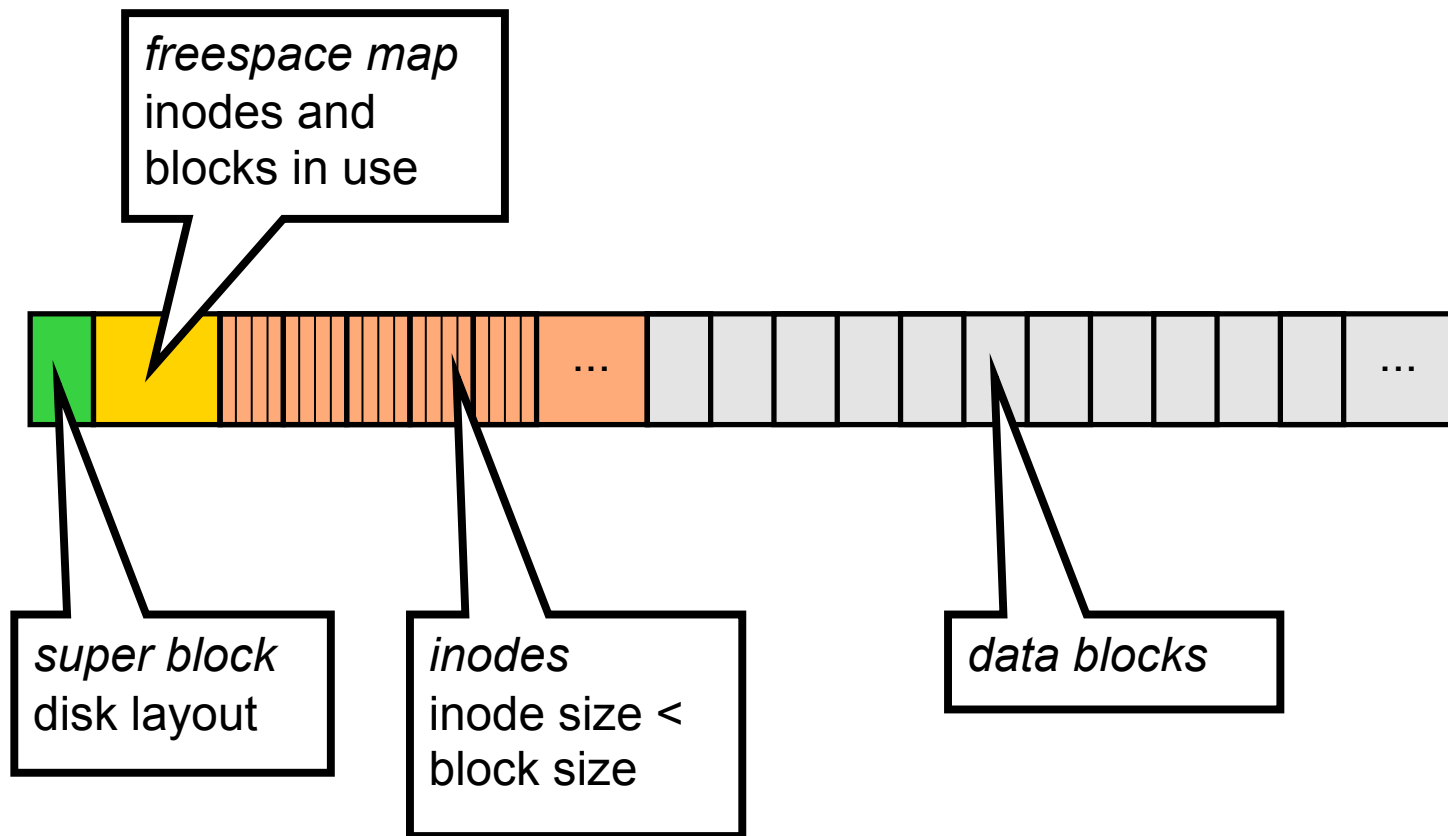 freespace map
inodes and
blocks in use
...
...
super block
disk layout
inodes
inode size <
block size
data blocks